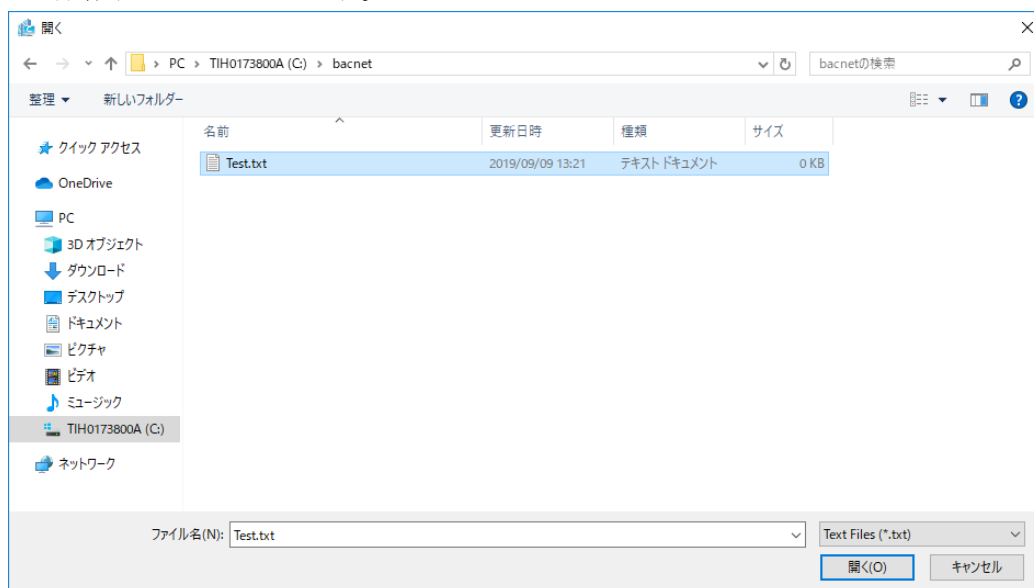 開く
PC > TIH0173800A (C:) > bacnet
bacnetの検索
整理 新しいフォルダー
名前 更新日時 種類 サイズ
Test.txt 2019/09/09 13:21 テキスト ドキュメント 0 KB
クイック アクセス
OneDrive
PC
3D オブジェクト
ダウンロード
デスクトップ
ドキュメント
ピクチャ
ビデオ
ミュージック
TIH0173800A (C:)
ネットワーク
ファイル名(N): Test.txt
Text Files (*.txt)
開く(O) キャンセル